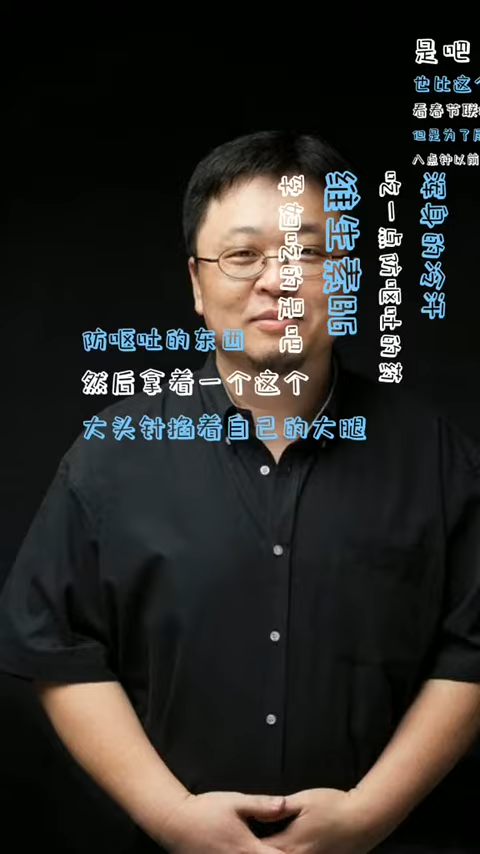 是吧
也比这个
看春节联
但是为了
八点钟以前
浑身的冷汗
吃一点防呕吐的药
维生素B6
孕妇吃的是吧
防呕吐的东西
然后拿着一个这个
大头针掐着自己的大腿